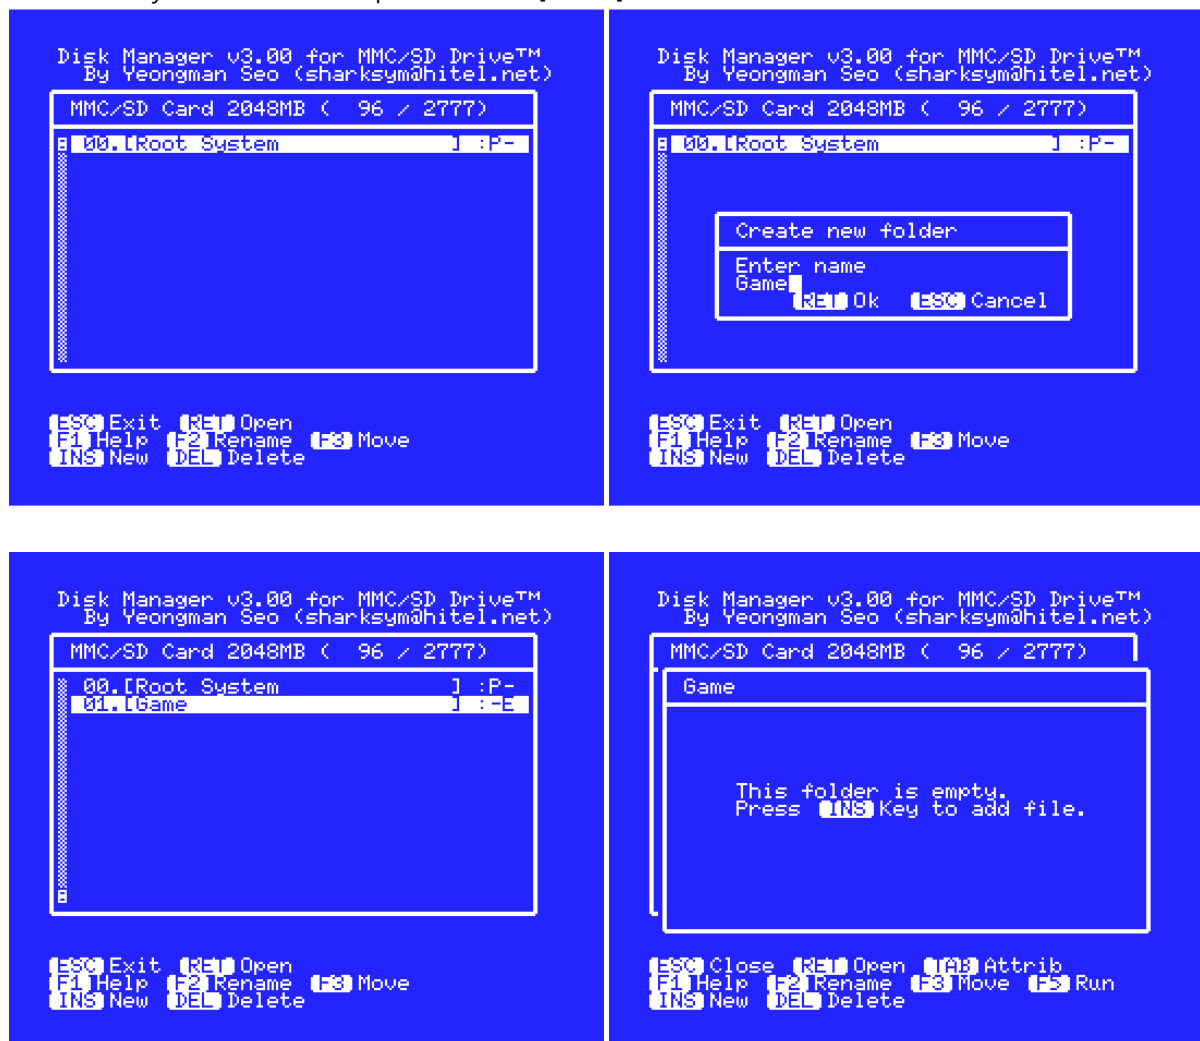 Disk Manager v3.00 for MMC/SD Drive™
By Yeongman Seo (sharksym@hitel.net)
MMC/SD Card 2048MB (  96 / 2777)
00.[Root System ] :P-
ESC Exit RET Open
F1 Help F2 Rename F3 Move
INS New DEL Delete
Disk Manager v3.00 for MMC/SD Drive™
By Yeongman Seo (sharksym@hitel.net)
MMC/SD Card 2048MB (  96 / 2777)
00.[Root System ] :P-
Create new folder
Enter name
Game
RET Ok ESC Cancel
ESC Exit RET Open
F1 Help F2 Rename F3 Move
INS New DEL Delete
Disk Manager v3.00 for MMC/SD Drive™
By Yeongman Seo (sharksym@hitel.net)
MMC/SD Card 2048MB (  96 / 2777)
00.[Root System ] :P-
01.[Game ] :-E
ESC Exit RET Open
F1 Help F2 Rename F3 Move
INS New DEL Delete
Disk Manager v3.00 for MMC/SD Drive™
By Yeongman Seo (sharksym@hitel.net)
MMC/SD Card 2048MB (  96 / 2777)
Game
This folder is empty.
Press INS Key to add file.
ESC Close RET Open TAB Attrib
F1 Help F2 Rename F3 Move F5 Run
INS New DEL Delete